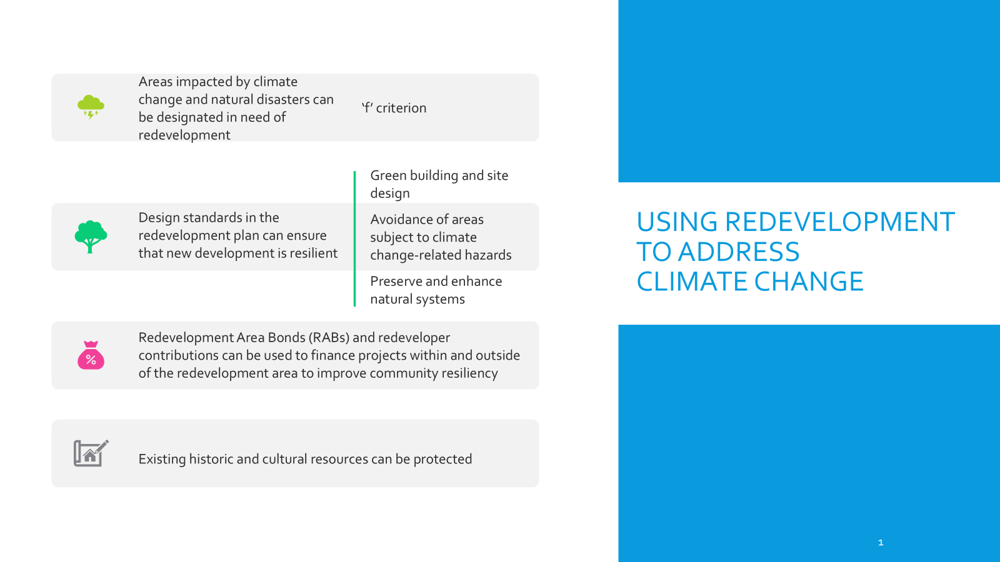 Areas impacted by climate
change and natural disasters can
be designated in need of
redevelopment
‘f’ criterion
Design standards in the
redevelopment plan can ensure
that new development is resilient
Green building and site
design
Avoidance of areas
subject to climate
change-related hazards
Preserve and enhance
natural systems
Redevelopment Area Bonds (RABs) and redeveloper
contributions can be used to finance projects within and outside
of the redevelopment area to improve community resiliency
Existing historic and cultural resources can be protected
USING REDEVELOPMENT
TO ADDRESS
CLIMATE CHANGE
1